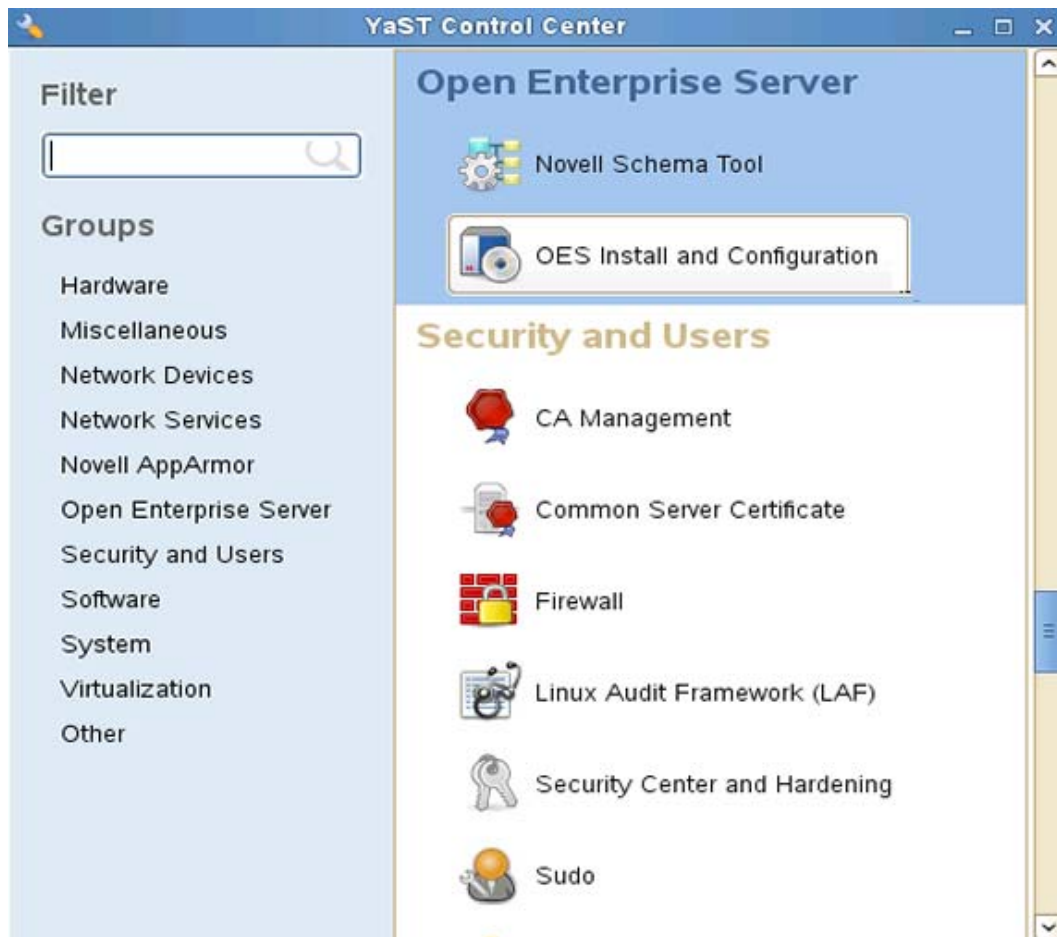 YaST Control Center
Filter
Groups
Hardware
Miscellaneous
Network Devices
Network Services
Novell AppArmor
Open Enterprise Server
Security and Users
Software
System
Virtualization
Other
Open Enterprise Server
Novell Schema Tool
OES Install and Configuration
Security and Users
CA Management
Common Server Certificate
Firewall
Linux Audit Framework (LAF)
Security Center and Hardening
Sudo